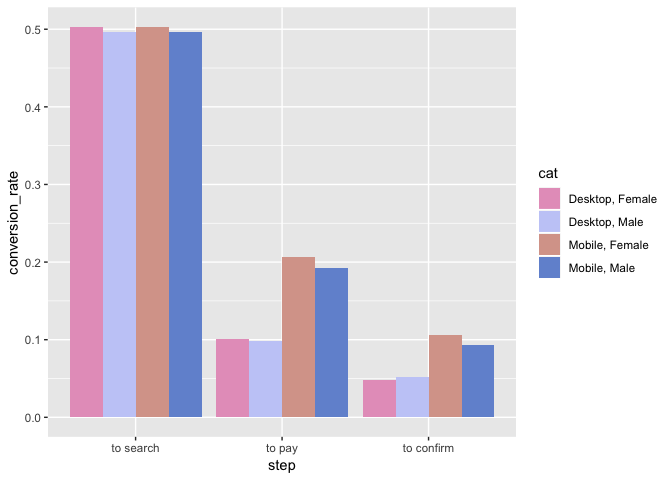 0.5
0.4
0.3
0.2
0.1
0.0
conversion_rate
to search
to pay
to confirm
step
cat
Desktop, Female
Desktop, Male
Mobile, Female
Mobile, Male